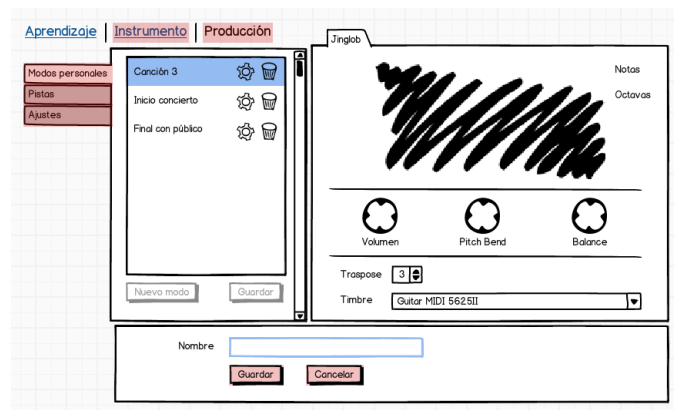 Aprendizaje | Instrumento | Producción
Jinglob
Modos personales
Pistas
Ajustes
Canción 3
Inicio concierto
Final con público
Nuevo modo
Guardar
Notas
Octavas
Volumen
Pitch Bend
Balance
Traspose 3
Timbre Guitar MIDI 5625II
Nombre
Guardar
Cancelar